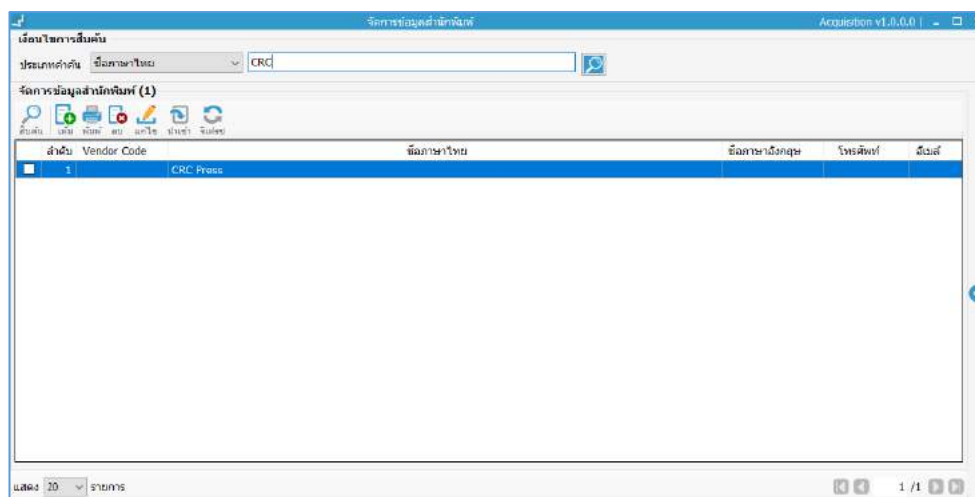 จัดการข้อมูลสำนักพิมพ์ Acquisition v1.0.0.0 |
เงื่อนไขการสืบค้น
ประเภทคำค้น ชื่อภาษาไทย CRC
จัดการข้อมูลสำนักพิมพ์ (1)
สืบค้น เพิ่ม พิมพ์ ลบ แก้ไข นำเข้า รีเฟรช
ลำดับ Vendor Code ชื่อภาษาไทย ชื่อภาษาอังกฤษ โทรศัพท์ อีเมล์
1 CRC Press
แสดง 20 รายการ 1 /1